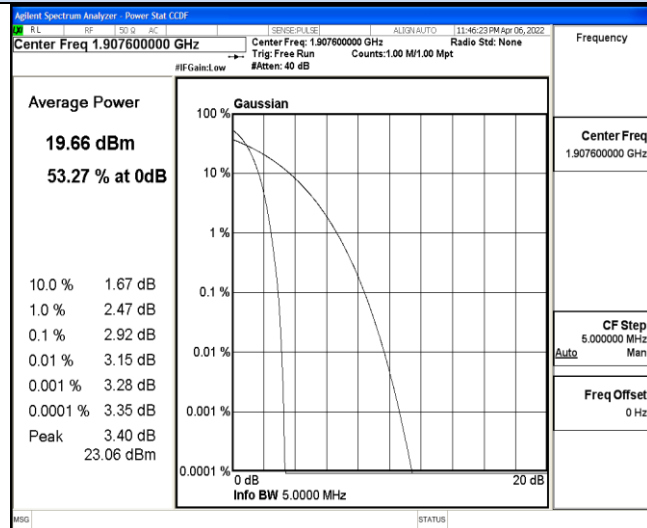 Agilent Spectrum Analyzer - Power Stat CCDF
RL RF 50 Ω AC SENSE:PULSE ALIGN AUTO 11:46:23 PM Apr 06, 2022
Center Freq 1.907600000 GHz
Center Freq: 1.907600000 GHz Radio Std: None
Trig: Free Run Counts:1.00 M/1.00 Mpt
#IFGain:Low #Atten: 40 dB
Frequency
Average Power
19.66 dBm
53.27 % at 0dB
10.0 % 1.67 dB
1.0 % 2.47 dB
0.1 % 2.92 dB
0.01 % 3.15 dB
0.001 % 3.28 dB
0.0001 % 3.35 dB
Peak 3.40 dB
23.06 dBm
Gaussian
100 %
10 %
1 %
0.1 %
0.01 %
0.001 %
0.0001 %
0 dB 20 dB
Info BW 5.0000 MHz
Center Freq
1.907600000 GHz
CF Step
5.000000 MHz
Auto Man
Freq Offset
0 Hz
MSG STATUS